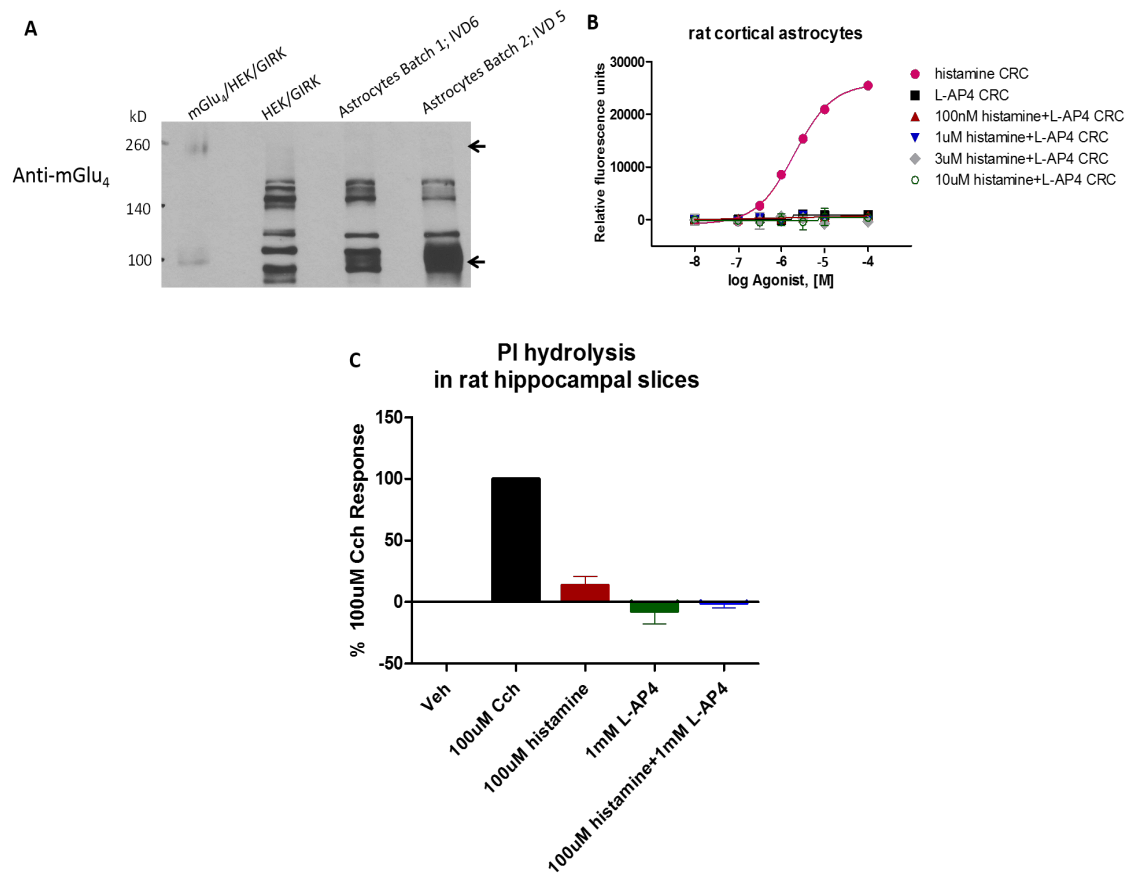 A
mGlu4/HEK/GIRK
HEK/GIRK
Astrocytes Batch 1; IVD6
Astrocytes Batch 2; IVD 5
kD
260
140
100
Anti-mGlu4
B
rat cortical astrocytes
Relative fluorescence units
30000
20000
10000
0
-8
-7
-6
-5
-4
log Agonist, [M]
histamine CRC
L-AP4 CRC
100nM histamine+L-AP4 CRC
1uM histamine+L-AP4 CRC
3uM histamine+L-AP4 CRC
10uM histamine+L-AP4 CRC
C
PI hydrolysis
in rat hippocampal slices
% 100uM Cch Response
150
100
50
0
-50
Veh
100uM Cch
100uM histamine
1mM L-AP4
100uM histamine+1mM L-AP4